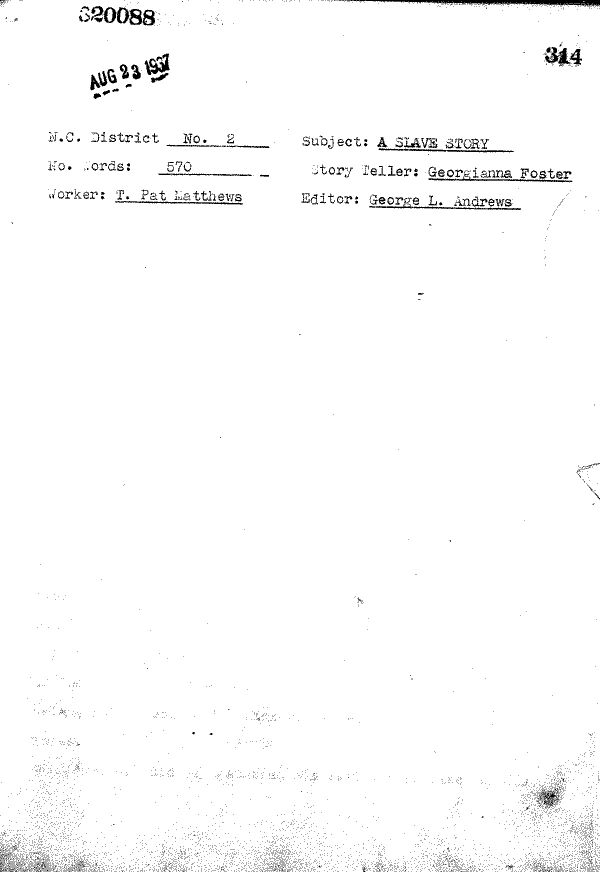 320088
314
AUG 23 1937
N.C. District No. 2 Subject: A SLAVE STORY
No. Words: 570 Story Teller: Georgianna Foster
Worker: T. Pat Matthews Editor: George L. Andrews